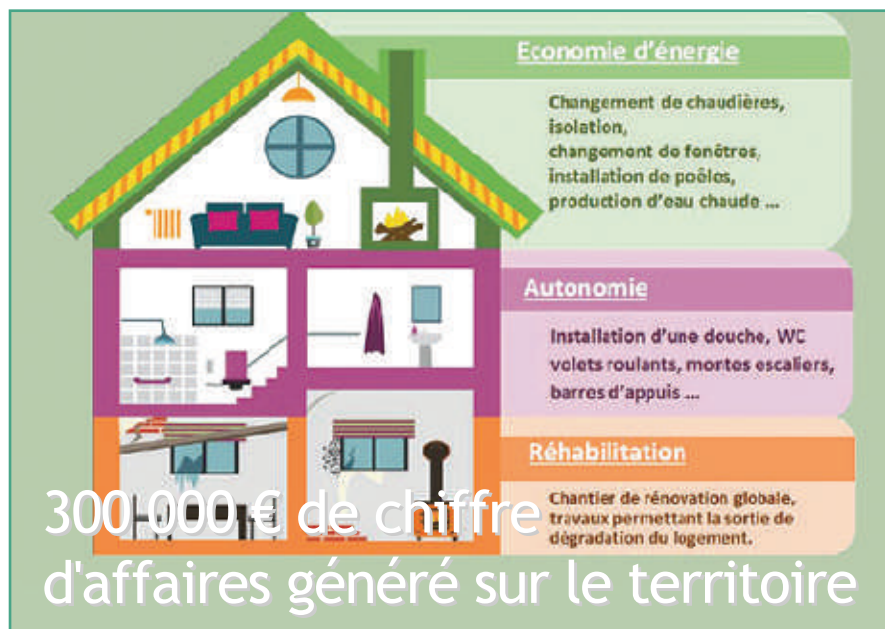 Economie d'énergie
Changement de chaudières,
isolation,
changement de fenêtres,
installation de poêles,
production d'eau chaude ...
Autonomie
Installation d'une douche, WC
volets roulants, montes escaliers,
barres d'appuis ...
Réhabilitation
Chantier de rénovation globale,
travaux permettant la sortie de
dégradation du logement.
300 000 € de chiffre
d'affaires généré sur le territoire